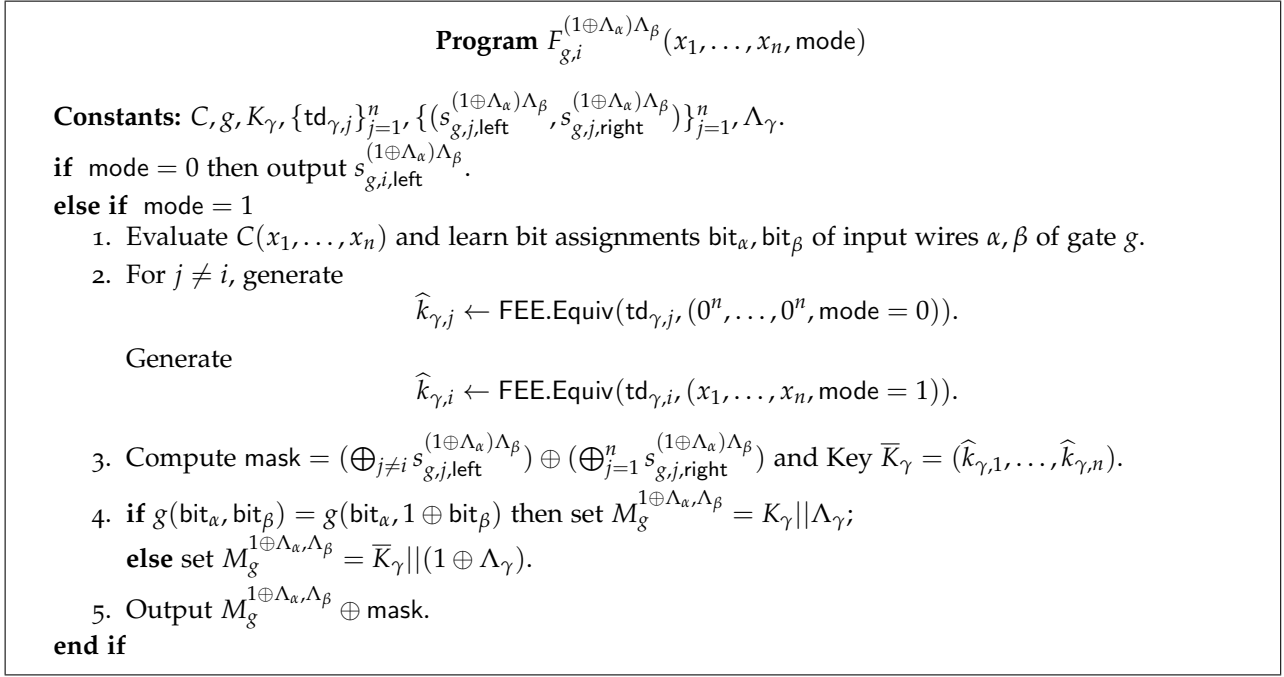 Program F_{g,i}^{(1⊕Λ_α)Λ_β}(x_1, . . . , x_n, mode)
Constants: C, g, K_γ, {td_{γ,j}}_{j=1}^n, {(s_{g,j,left}^{(1⊕Λ_α)Λ_β}, s_{g,j,right}^{(1⊕Λ_α)Λ_β})}_{j=1}^n, Λ_γ.
if mode = 0 then output s_{g,i,left}^{(1⊕Λ_α)Λ_β}.
else if mode = 1
1. Evaluate C(x_1, . . . , x_n) and learn bit assignments bit_α, bit_β of input wires α, β of gate g.
2. For j ≠ i, generate
k̂_{γ,j} ← FEE.Equiv(td_{γ,j}, (0^n, . . . , 0^n, mode = 0)).
Generate
k̂_{γ,i} ← FEE.Equiv(td_{γ,i}, (x_1, . . . , x_n, mode = 1)).
3. Compute mask = (⊕_{j≠i} s_{g,j,left}^{(1⊕Λ_α)Λ_β}) ⊕ (⊕_{j=1}^n s_{g,j,right}^{(1⊕Λ_α)Λ_β}) and Key K̅_γ = (k̂_{γ,1}, . . . , k̂_{γ,n}).
4. if g(bit_α, bit_β) = g(bit_α, 1 ⊕ bit_β) then set M_g^{1⊕Λ_α,Λ_β} = K_γ||Λ_γ;
else set M_g^{1⊕Λ_α,Λ_β} = K̅_γ||(1 ⊕ Λ_γ).
5. Output M_g^{1⊕Λ_α,Λ_β} ⊕ mask.
end if